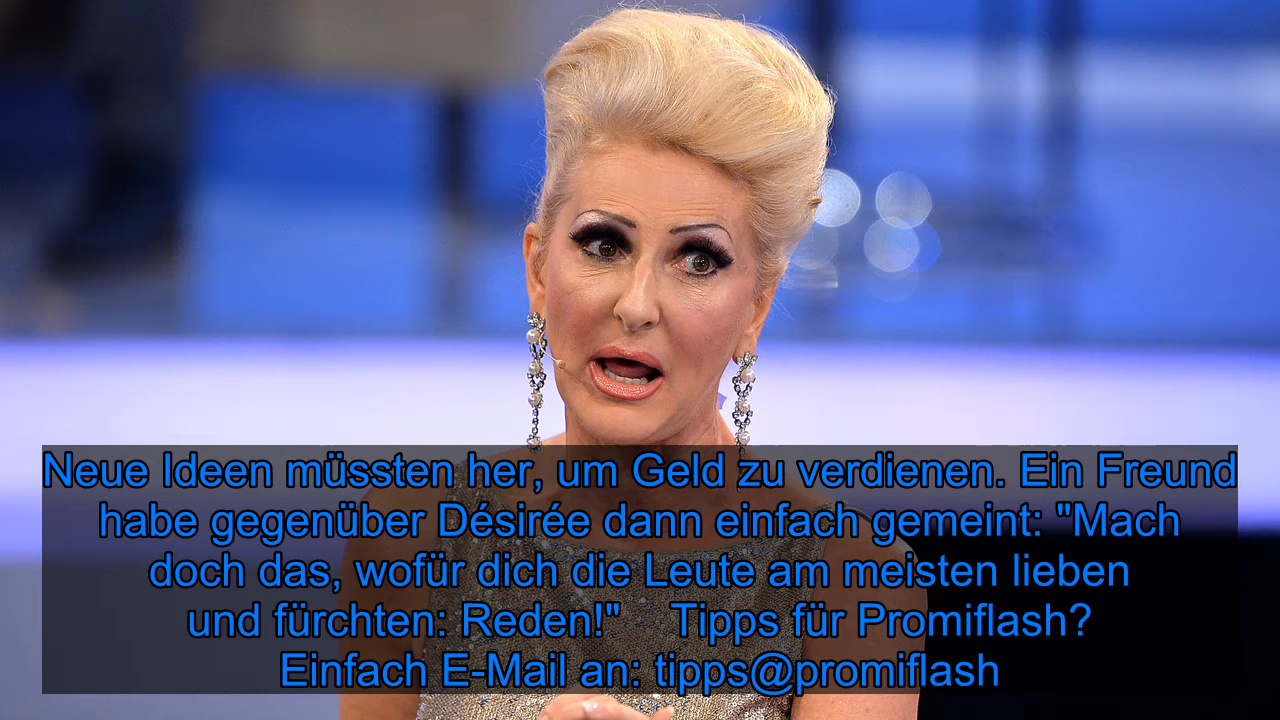 Neue Ideen müssten her, um Geld zu verdienen. Ein Freund
habe gegenüber Désirée dann einfach gemeint: "Mach
doch das, wofür dich die Leute am meisten lieben
und fürchten: Reden!"    Tipps für Promiflash?
Einfach E-Mail an: tipps@promiflash